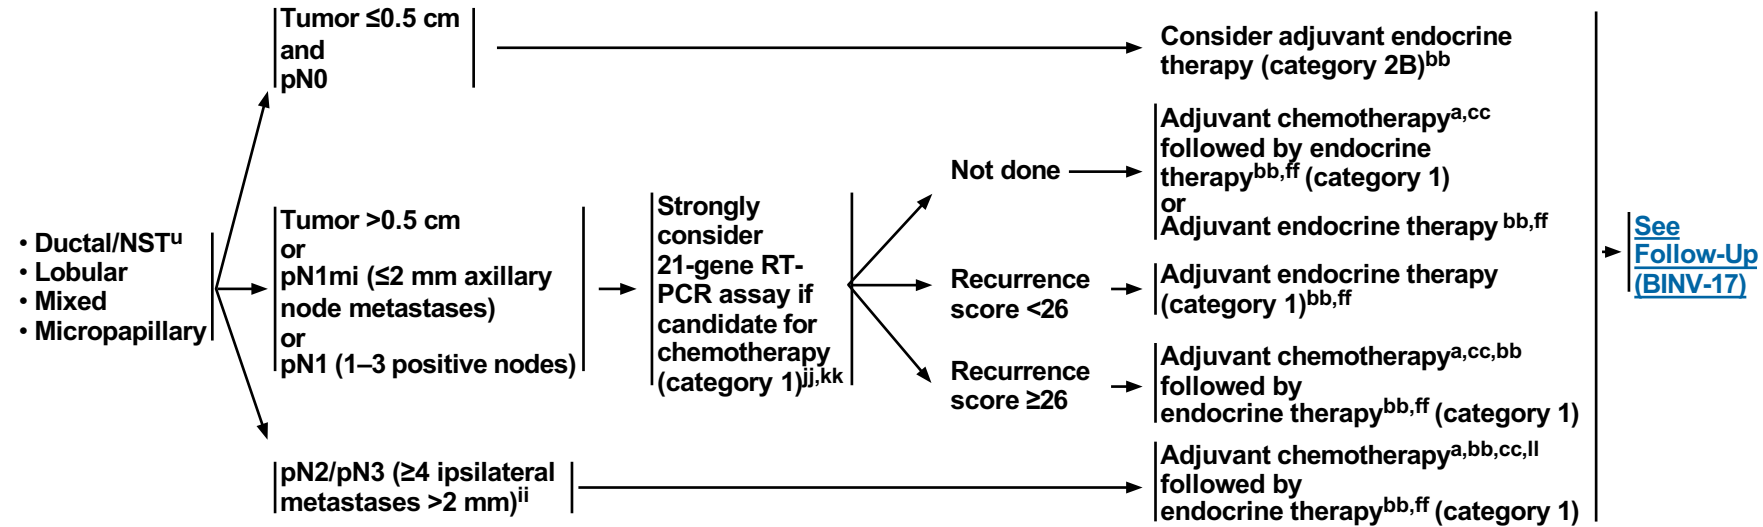 • Ductal/NSTu
• Lobular
• Mixed
• Micropapillary
Tumor ≤0.5 cm
and
pN0
Consider adjuvant endocrine
therapy (category 2B)bb
Tumor >0.5 cm
or
pN1mi (≤2 mm axillary
node metastases)
or
pN1 (1–3 positive nodes)
Strongly
consider
21-gene RT-
PCR assay if
candidate for
chemotherapy
(category 1)jj,kk
Not done
Adjuvant chemotherapya,cc
followed by endocrine
therapybb,ff (category 1)
or
Adjuvant endocrine therapy bb,ff
Recurrence
score <26
Adjuvant endocrine therapy
(category 1)bb,ff
Recurrence
score ≥26
Adjuvant chemotherapya,cc,bb
followed by
endocrine therapybb,ff (category 1)
pN2/pN3 (≥4 ipsilateral
metastases >2 mm)ii
Adjuvant chemotherapya,bb,cc,ll
followed by
endocrine therapybb,ff (category 1)
See
Follow-Up
(BINV-17)